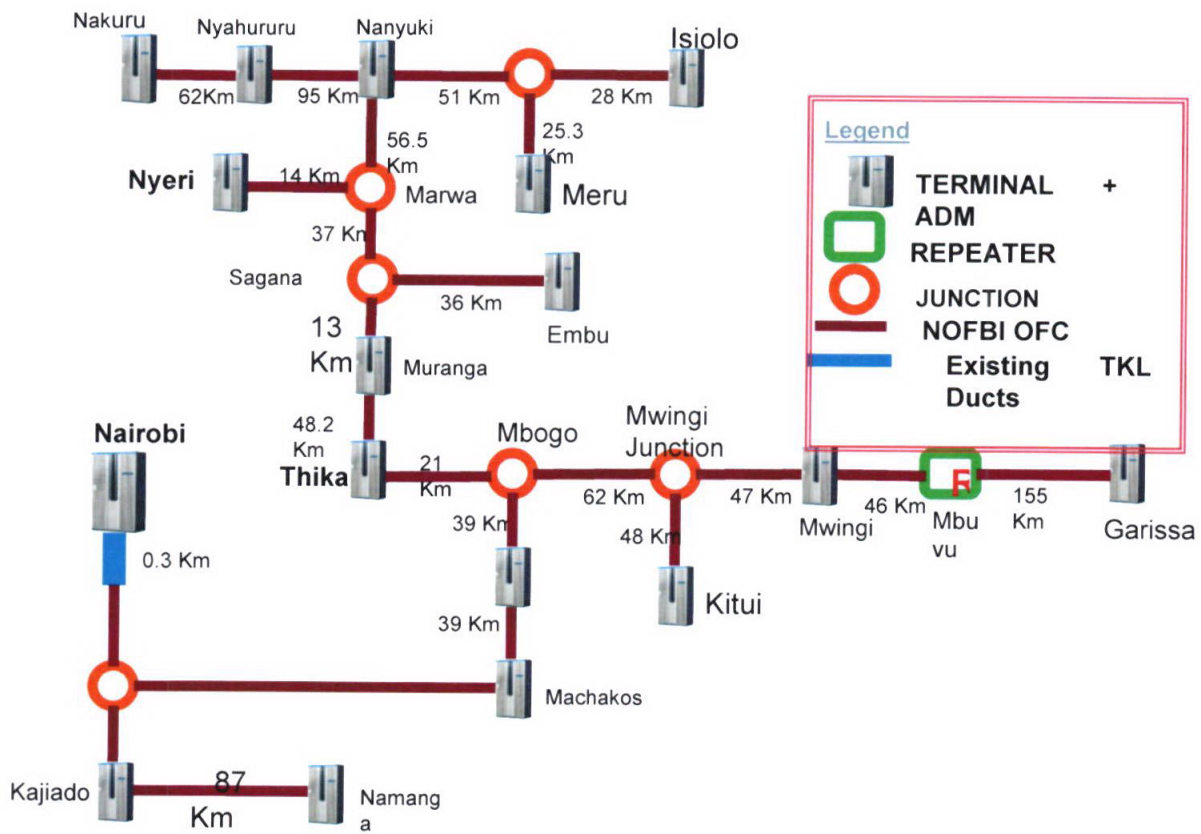 Nakuru
Nyahururu
Nanyuki
Isiolo
62Km
95 Km
51 Km
28 Km
56.5
Km
25.3
Km
Nyeri
14 Km
Marwa
Meru
37 Km
Sagana
36 Km
Embu
13
Km
Muranga
48.2
Km
Thika
21
Km
Mbogo
Mwingi
Junction
62 Km
47 Km
Mwingi
46 Km
R
Mbu
vu
155
Km
Garissa
39 Km
48 Km
Kitui
39 Km
Machakos
Nairobi
0.3 Km
Kajiado
87
Km
Namang
a
Legend
TERMINAL +
ADM
REPEATER
JUNCTION
NOFBI OFC
Existing TKL
Ducts